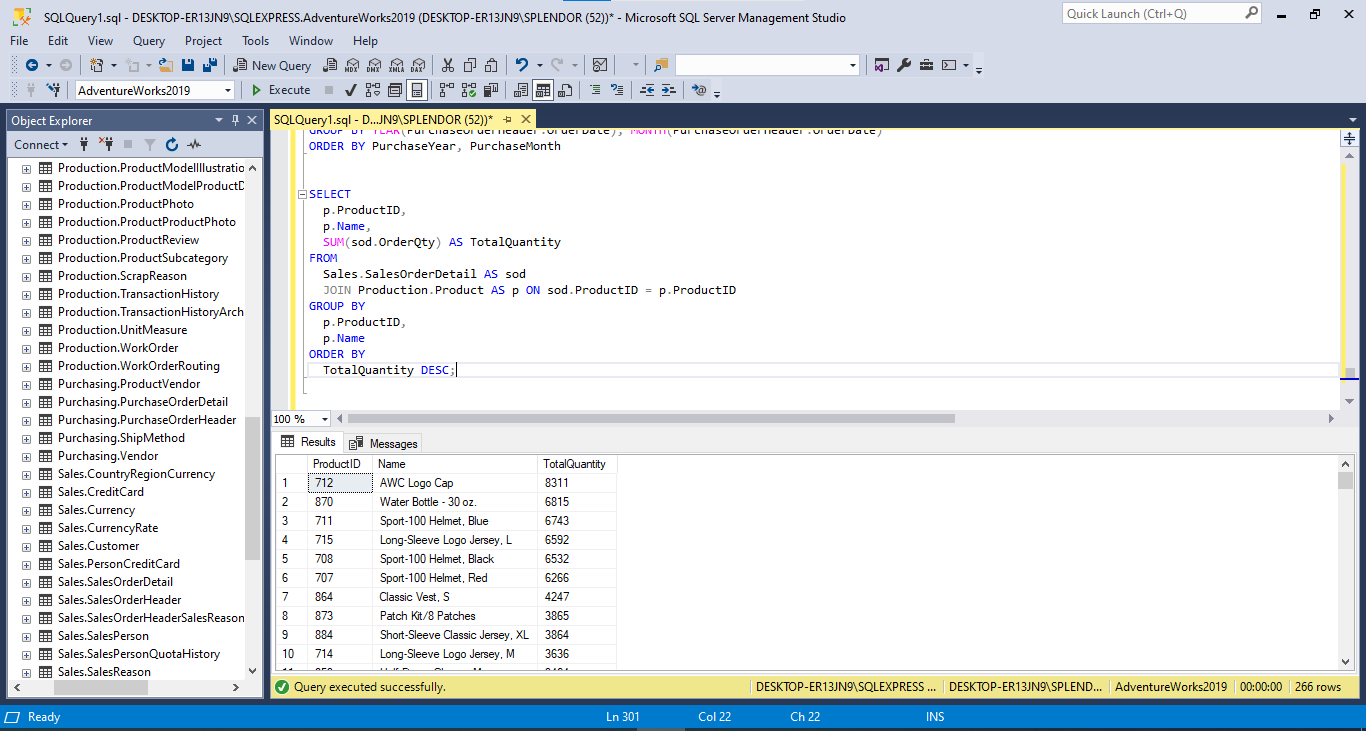 SQLQuery1.sql - DESKTOP-ER13JN9\SQLEXPRESS.AdventureWorks2019 (DESKTOP-ER13JN9\SPLENDOR (52))* - Microsoft SQL Server Management Studio
Quick Launch (Ctrl+Q)
File Edit View Query Project Tools Window Help
New Query MDX DMX XMLA DAX
AdventureWorks2019 Execute
Object Explorer
Connect
Production.ProductModelIllustratio
Production.ProductModelProductD
Production.ProductPhoto
Production.ProductProductPhoto
Production.ProductReview
Production.ProductSubcategory
Production.ScrapReason
Production.TransactionHistory
Production.TransactionHistoryArch
Production.UnitMeasure
Production.WorkOrder
Production.WorkOrderRouting
Purchasing.ProductVendor
Purchasing.PurchaseOrderDetail
Purchasing.PurchaseOrderHeader
Purchasing.ShipMethod
Purchasing.Vendor
Sales.CountryRegionCurrency
Sales.CreditCard
Sales.Currency
Sales.CurrencyRate
Sales.Customer
Sales.PersonCreditCard
Sales.SalesOrderDetail
Sales.SalesOrderHeader
Sales.SalesOrderHeaderSalesReason
Sales.SalesPerson
Sales.SalesPersonQuotaHistory
Sales.SalesReason
SQLQuery1.sql - D...JN9\SPLENDOR (52))*
GROUP BY YEAR(PurchaseOrderHeader.OrderDate), MONTH(PurchaseOrderHeader.OrderDate)
ORDER BY PurchaseYear, PurchaseMonth
SELECT
p.ProductID,
p.Name,
SUM(sod.OrderQty) AS TotalQuantity
FROM
Sales.SalesOrderDetail AS sod
JOIN Production.Product AS p ON sod.ProductID = p.ProductID
GROUP BY
p.ProductID,
p.Name
ORDER BY
TotalQuantity DESC;
100 %
Results Messages
ProductID Name TotalQuantity
1 712 AWC Logo Cap 8311
2 870 Water Bottle - 30 oz. 6815
3 711 Sport-100 Helmet, Blue 6743
4 715 Long-Sleeve Logo Jersey, L 6592
5 708 Sport-100 Helmet, Black 6532
6 707 Sport-100 Helmet, Red 6266
7 864 Classic Vest, S 4247
8 873 Patch Kit/8 Patches 3865
9 884 Short-Sleeve Classic Jersey, XL 3864
10 714 Long-Sleeve Logo Jersey, M 3636
Query executed successfully.
DESKTOP-ER13JN9\SQLEXPRESS ... DESKTOP-ER13JN9\SPLEND... AdventureWorks2019 00:00:00 266 rows
Ready Ln 301 Col 22 Ch 22 INS